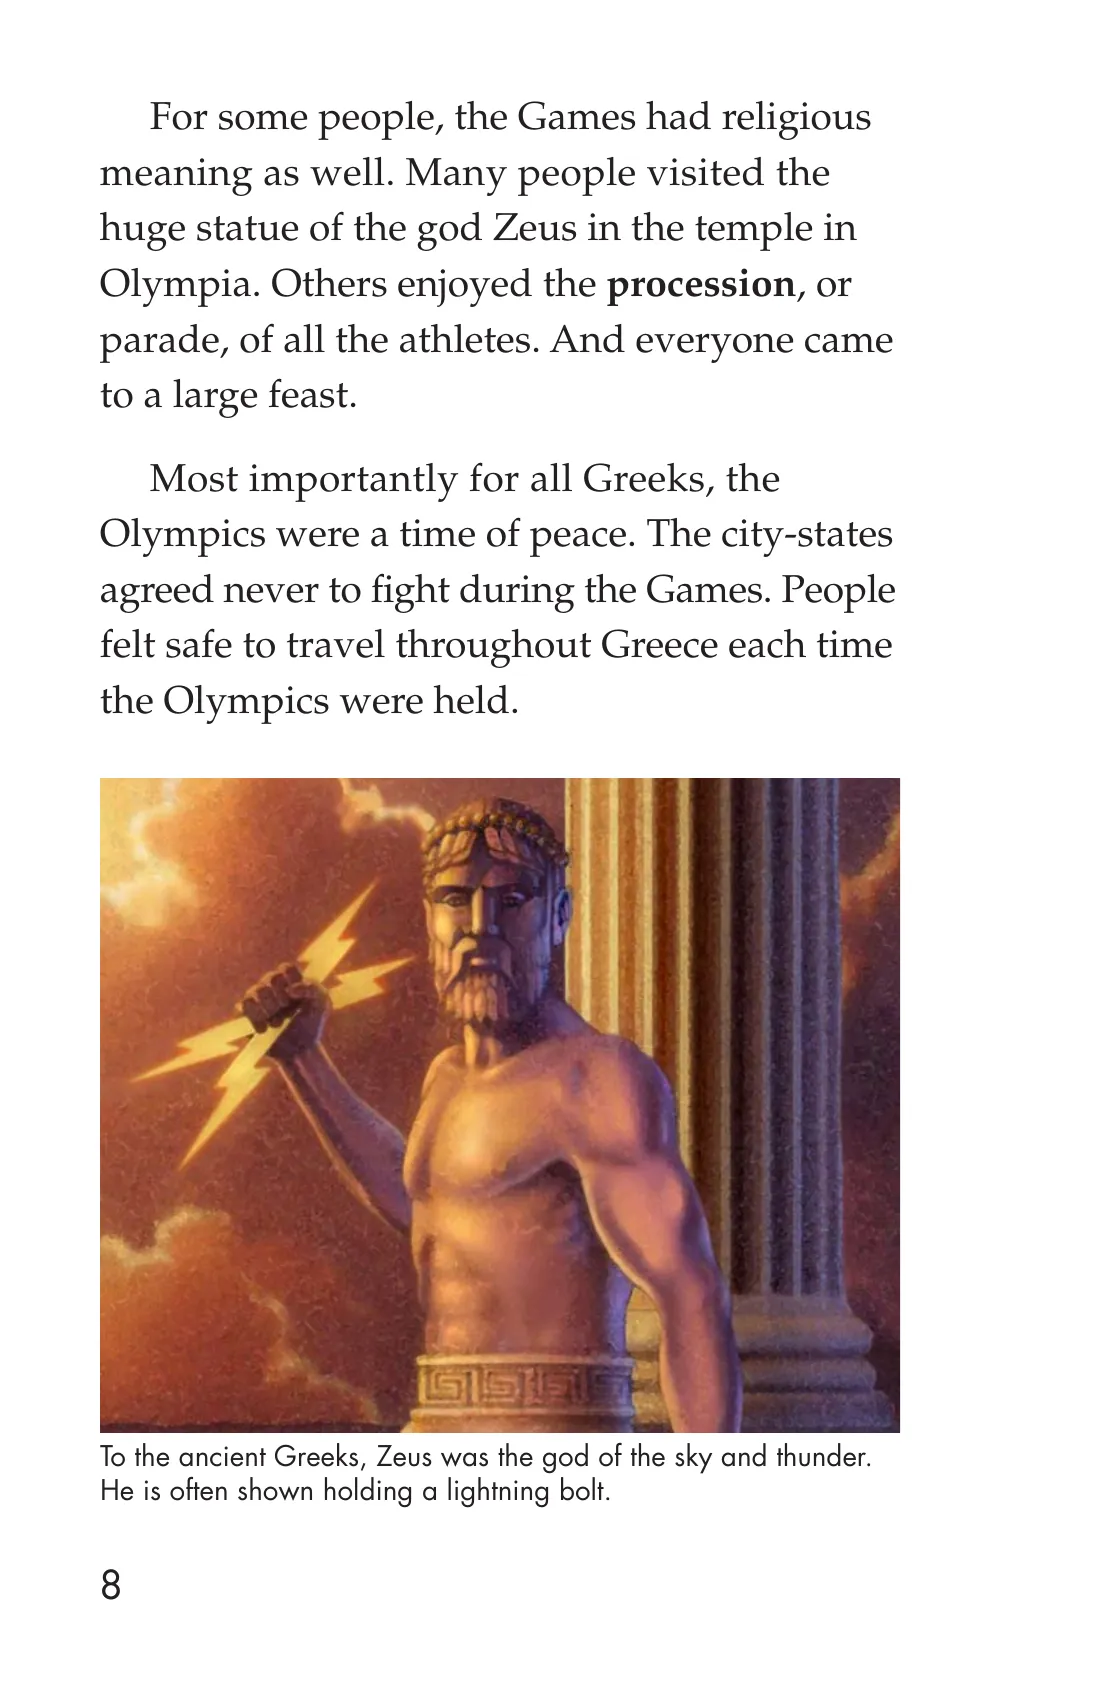 For some people, the Games had religious
meaning as well. Many people visited the
huge statue of the god Zeus in the temple in
Olympia. Others enjoyed the procession, or
parade, of all the athletes. And everyone came
to a large feast.
Most importantly for all Greeks, the
Olympics were a time of peace. The city-states
agreed never to fight during the Games. People
felt safe to travel throughout Greece each time
the Olympics were held.
To the ancient Greeks, Zeus was the god of the sky and thunder.
He is often shown holding a lightning bolt.
8